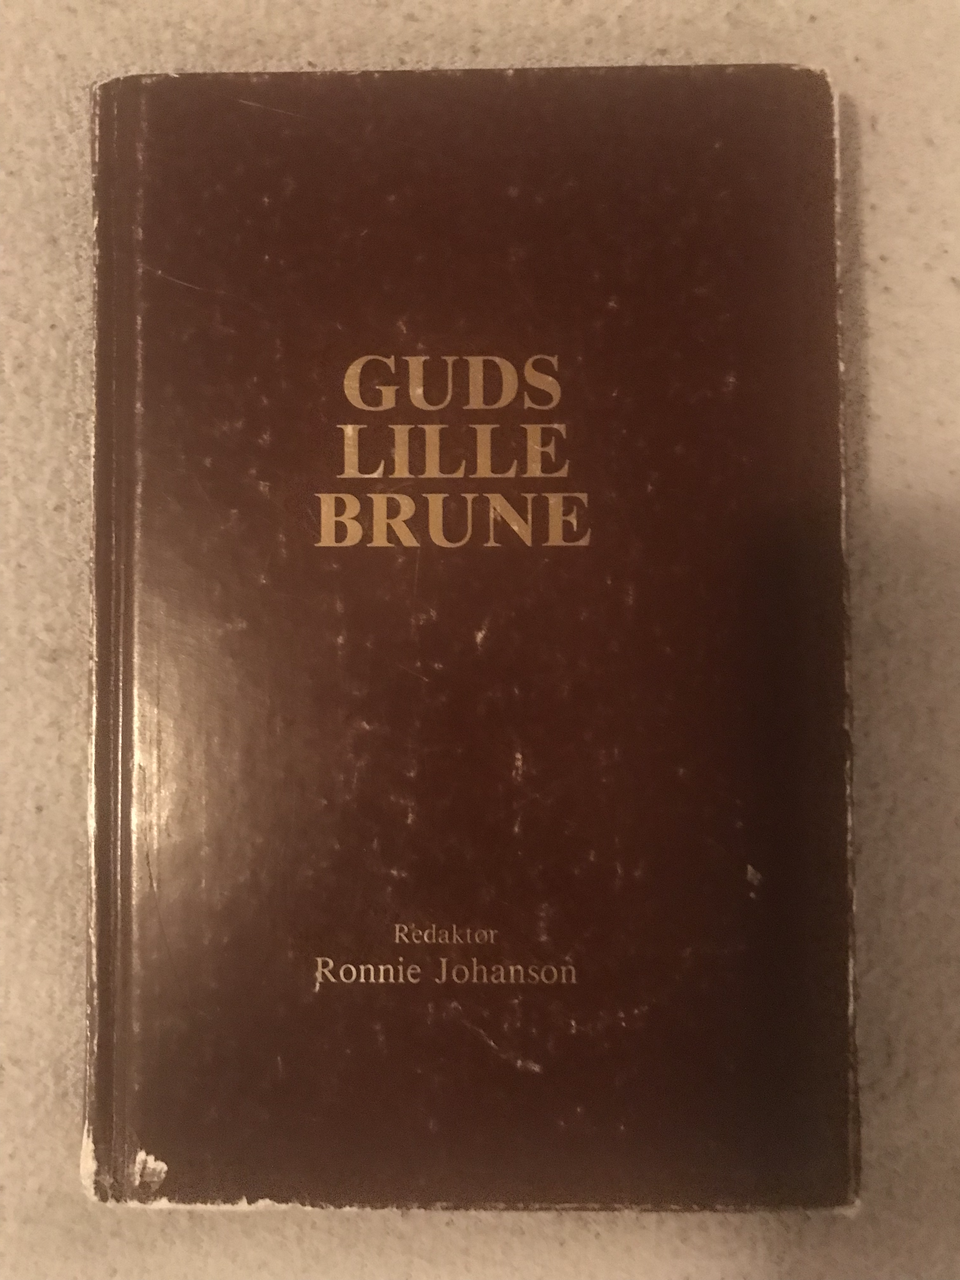 GUDS
LILLE
BRUNE
Redaktør
Ronnie Johanson